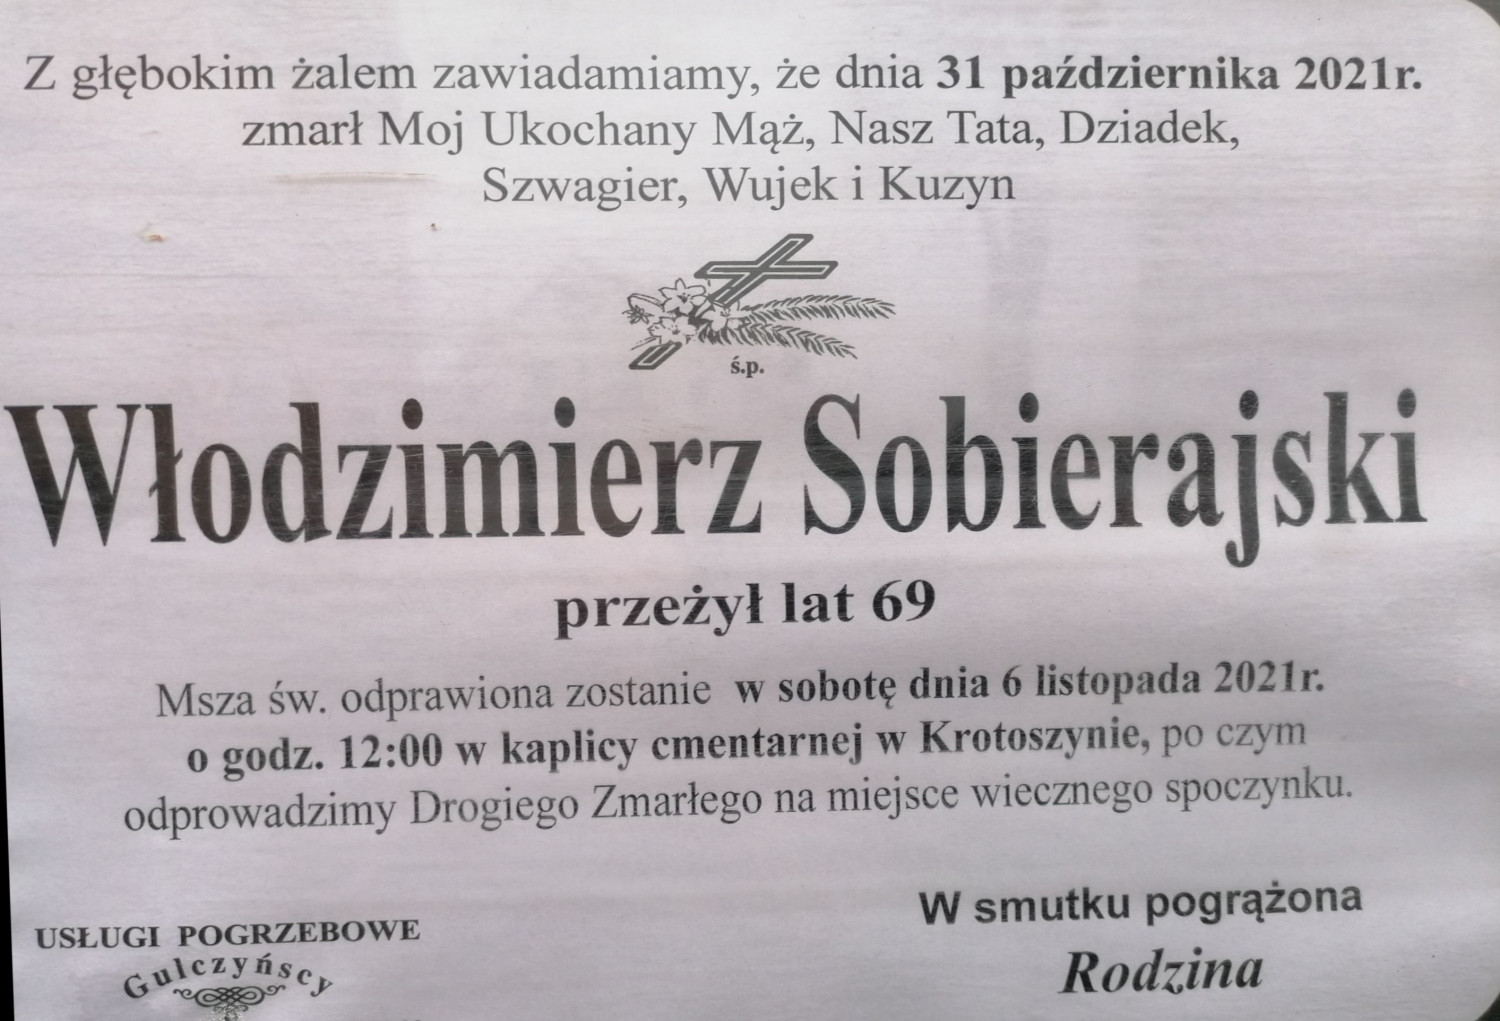 Z głębokim żalem zawiadamiamy, że dnia 31 października 2021r.
zmarł Moj Ukochany Mąż, Nasz Tata, Dziadek,
Szwagier, Wujek i Kuzyn
ś.p.
Włodzimierz Sobierajski
przeżył lat 69
Msza św. odprawiona zostanie w sobotę dnia 6 listopada 2021r.
o godz. 12:00 w kaplicy cmentarnej w Krotoszynie, po czym
odprowadzimy Drogiego Zmarłego na miejsce wiecznego spoczynku.
W smutku pogrążona
Rodzina
USŁUGI POGRZEBOWE
Gulczyńscy